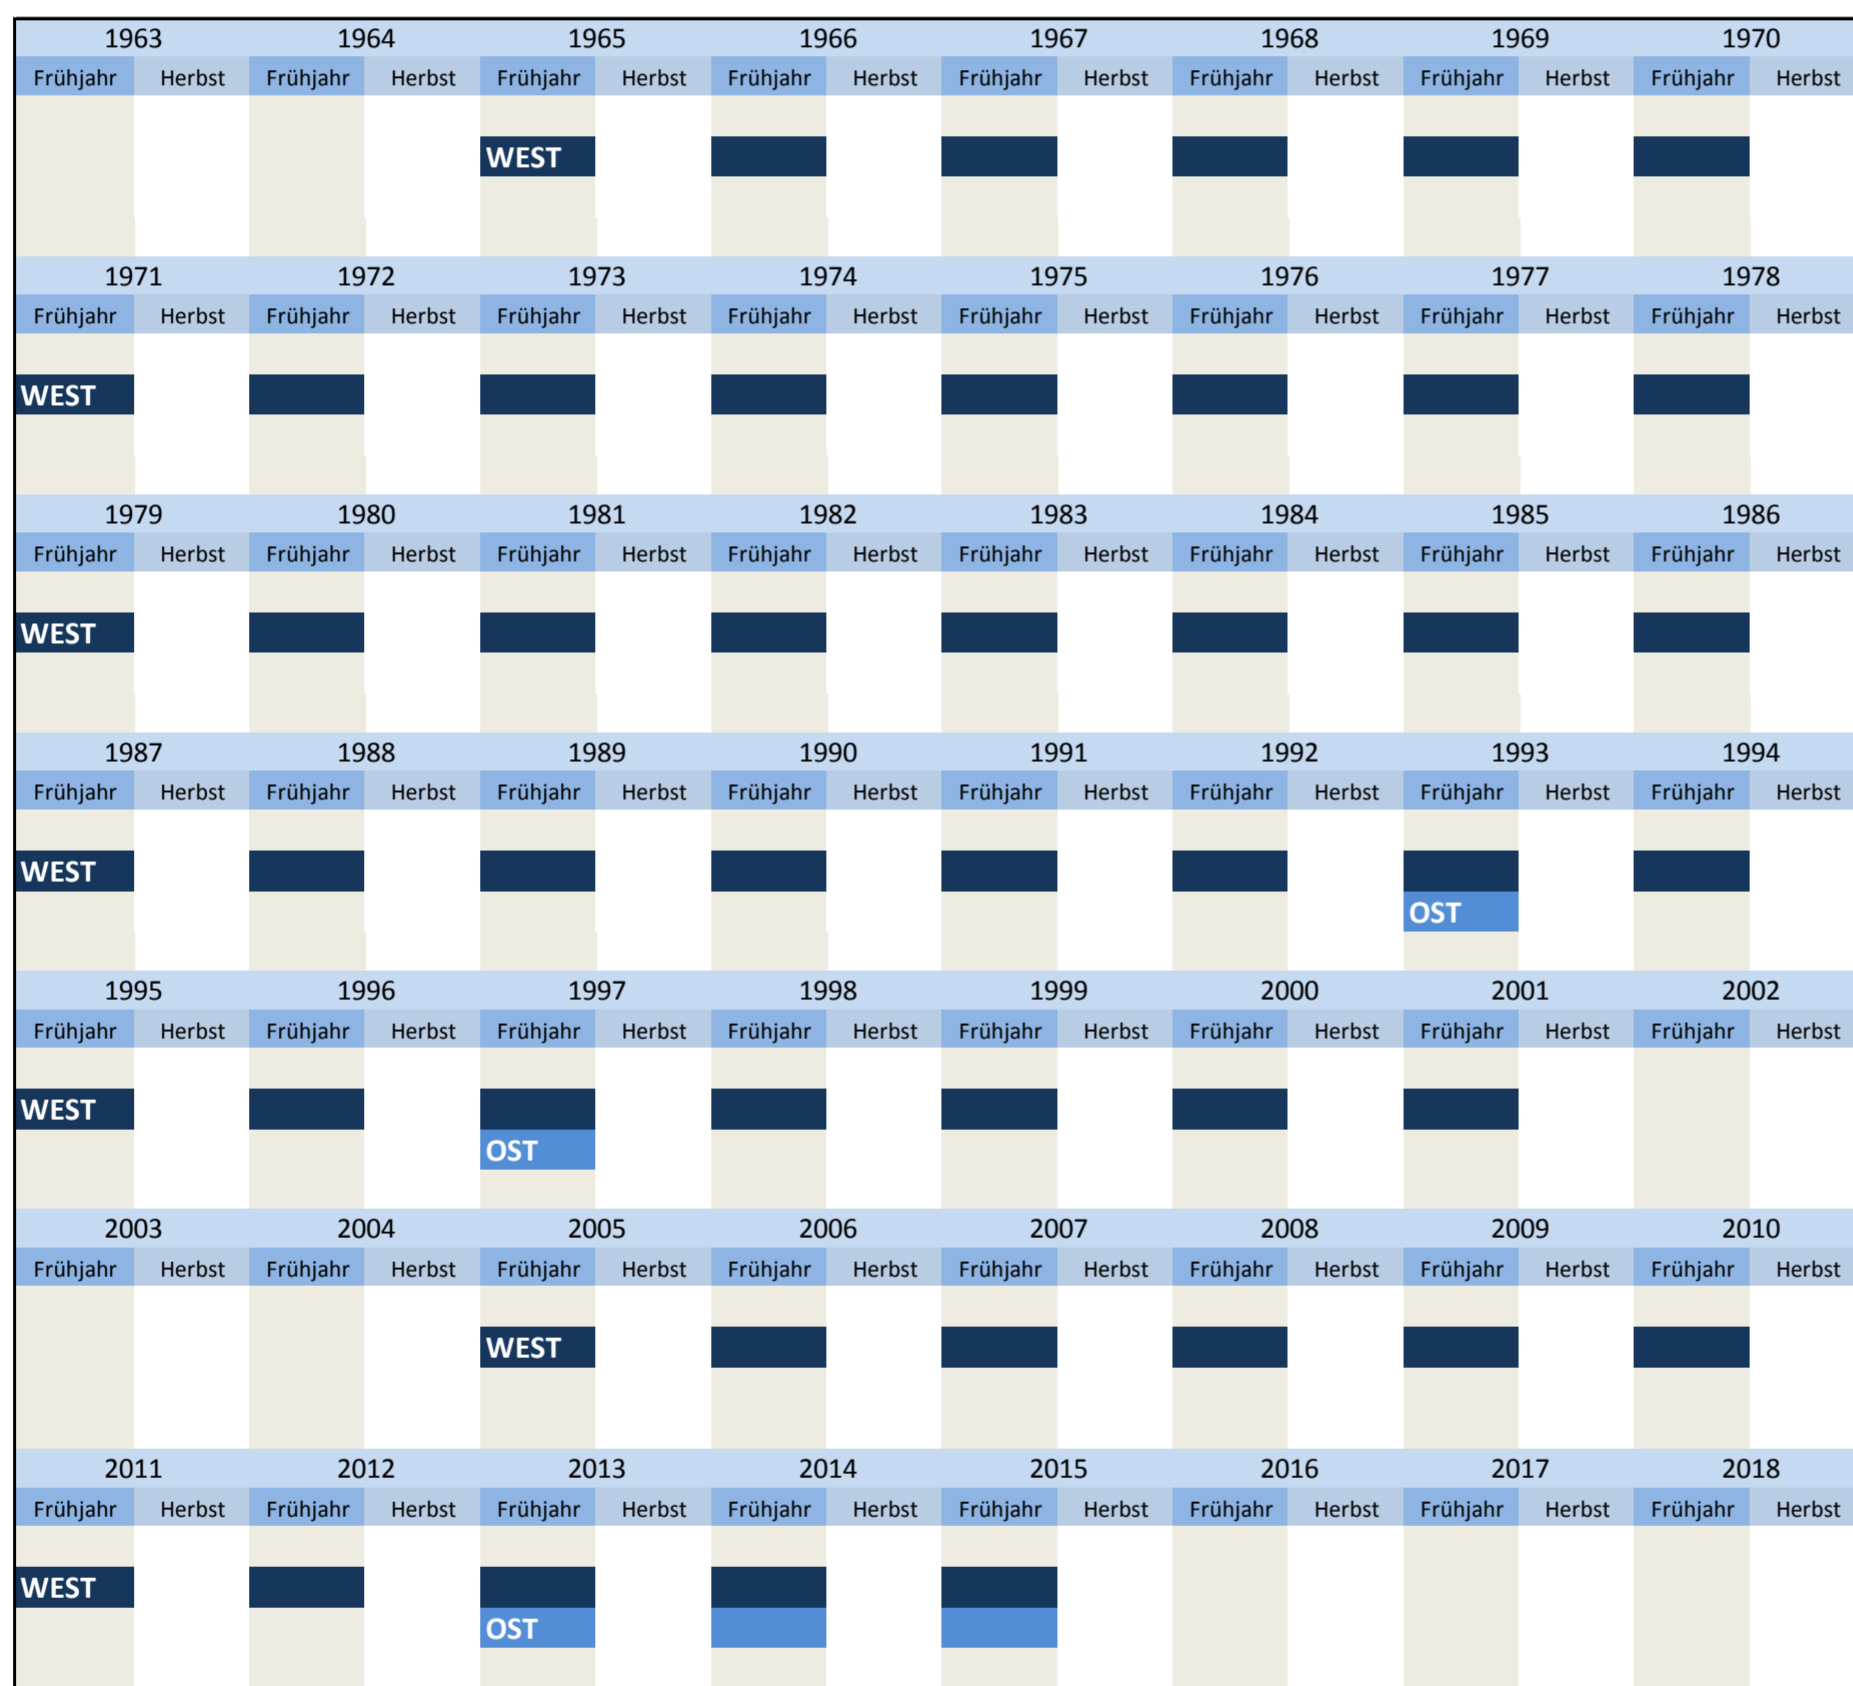 1963 1964 1965 1966 1967 1968 1969 1970
Frühjahr Herbst Frühjahr Herbst Frühjahr Herbst Frühjahr Herbst Frühjahr Herbst Frühjahr Herbst Frühjahr Herbst Frühjahr Herbst
WEST
1971 1972 1973 1974 1975 1976 1977 1978
Frühjahr Herbst Frühjahr Herbst Frühjahr Herbst Frühjahr Herbst Frühjahr Herbst Frühjahr Herbst Frühjahr Herbst Frühjahr Herbst
WEST
1979 1980 1981 1982 1983 1984 1985 1986
Frühjahr Herbst Frühjahr Herbst Frühjahr Herbst Frühjahr Herbst Frühjahr Herbst Frühjahr Herbst Frühjahr Herbst Frühjahr Herbst
WEST
1987 1988 1989 1990 1991 1992 1993 1994
Frühjahr Herbst Frühjahr Herbst Frühjahr Herbst Frühjahr Herbst Frühjahr Herbst Frühjahr Herbst Frühjahr Herbst Frühjahr Herbst
WEST
OST
1995 1996 1997 1998 1999 2000 2001 2002
Frühjahr Herbst Frühjahr Herbst Frühjahr Herbst Frühjahr Herbst Frühjahr Herbst Frühjahr Herbst Frühjahr Herbst Frühjahr Herbst
WEST
OST
2003 2004 2005 2006 2007 2008 2009 2010
Frühjahr Herbst Frühjahr Herbst Frühjahr Herbst Frühjahr Herbst Frühjahr Herbst Frühjahr Herbst Frühjahr Herbst Frühjahr Herbst
WEST
2011 2012 2013 2014 2015 2016 2017 2018
Frühjahr Herbst Frühjahr Herbst Frühjahr Herbst Frühjahr Herbst Frühjahr Herbst Frühjahr Herbst Frühjahr Herbst Frühjahr Herbst
WEST
OST